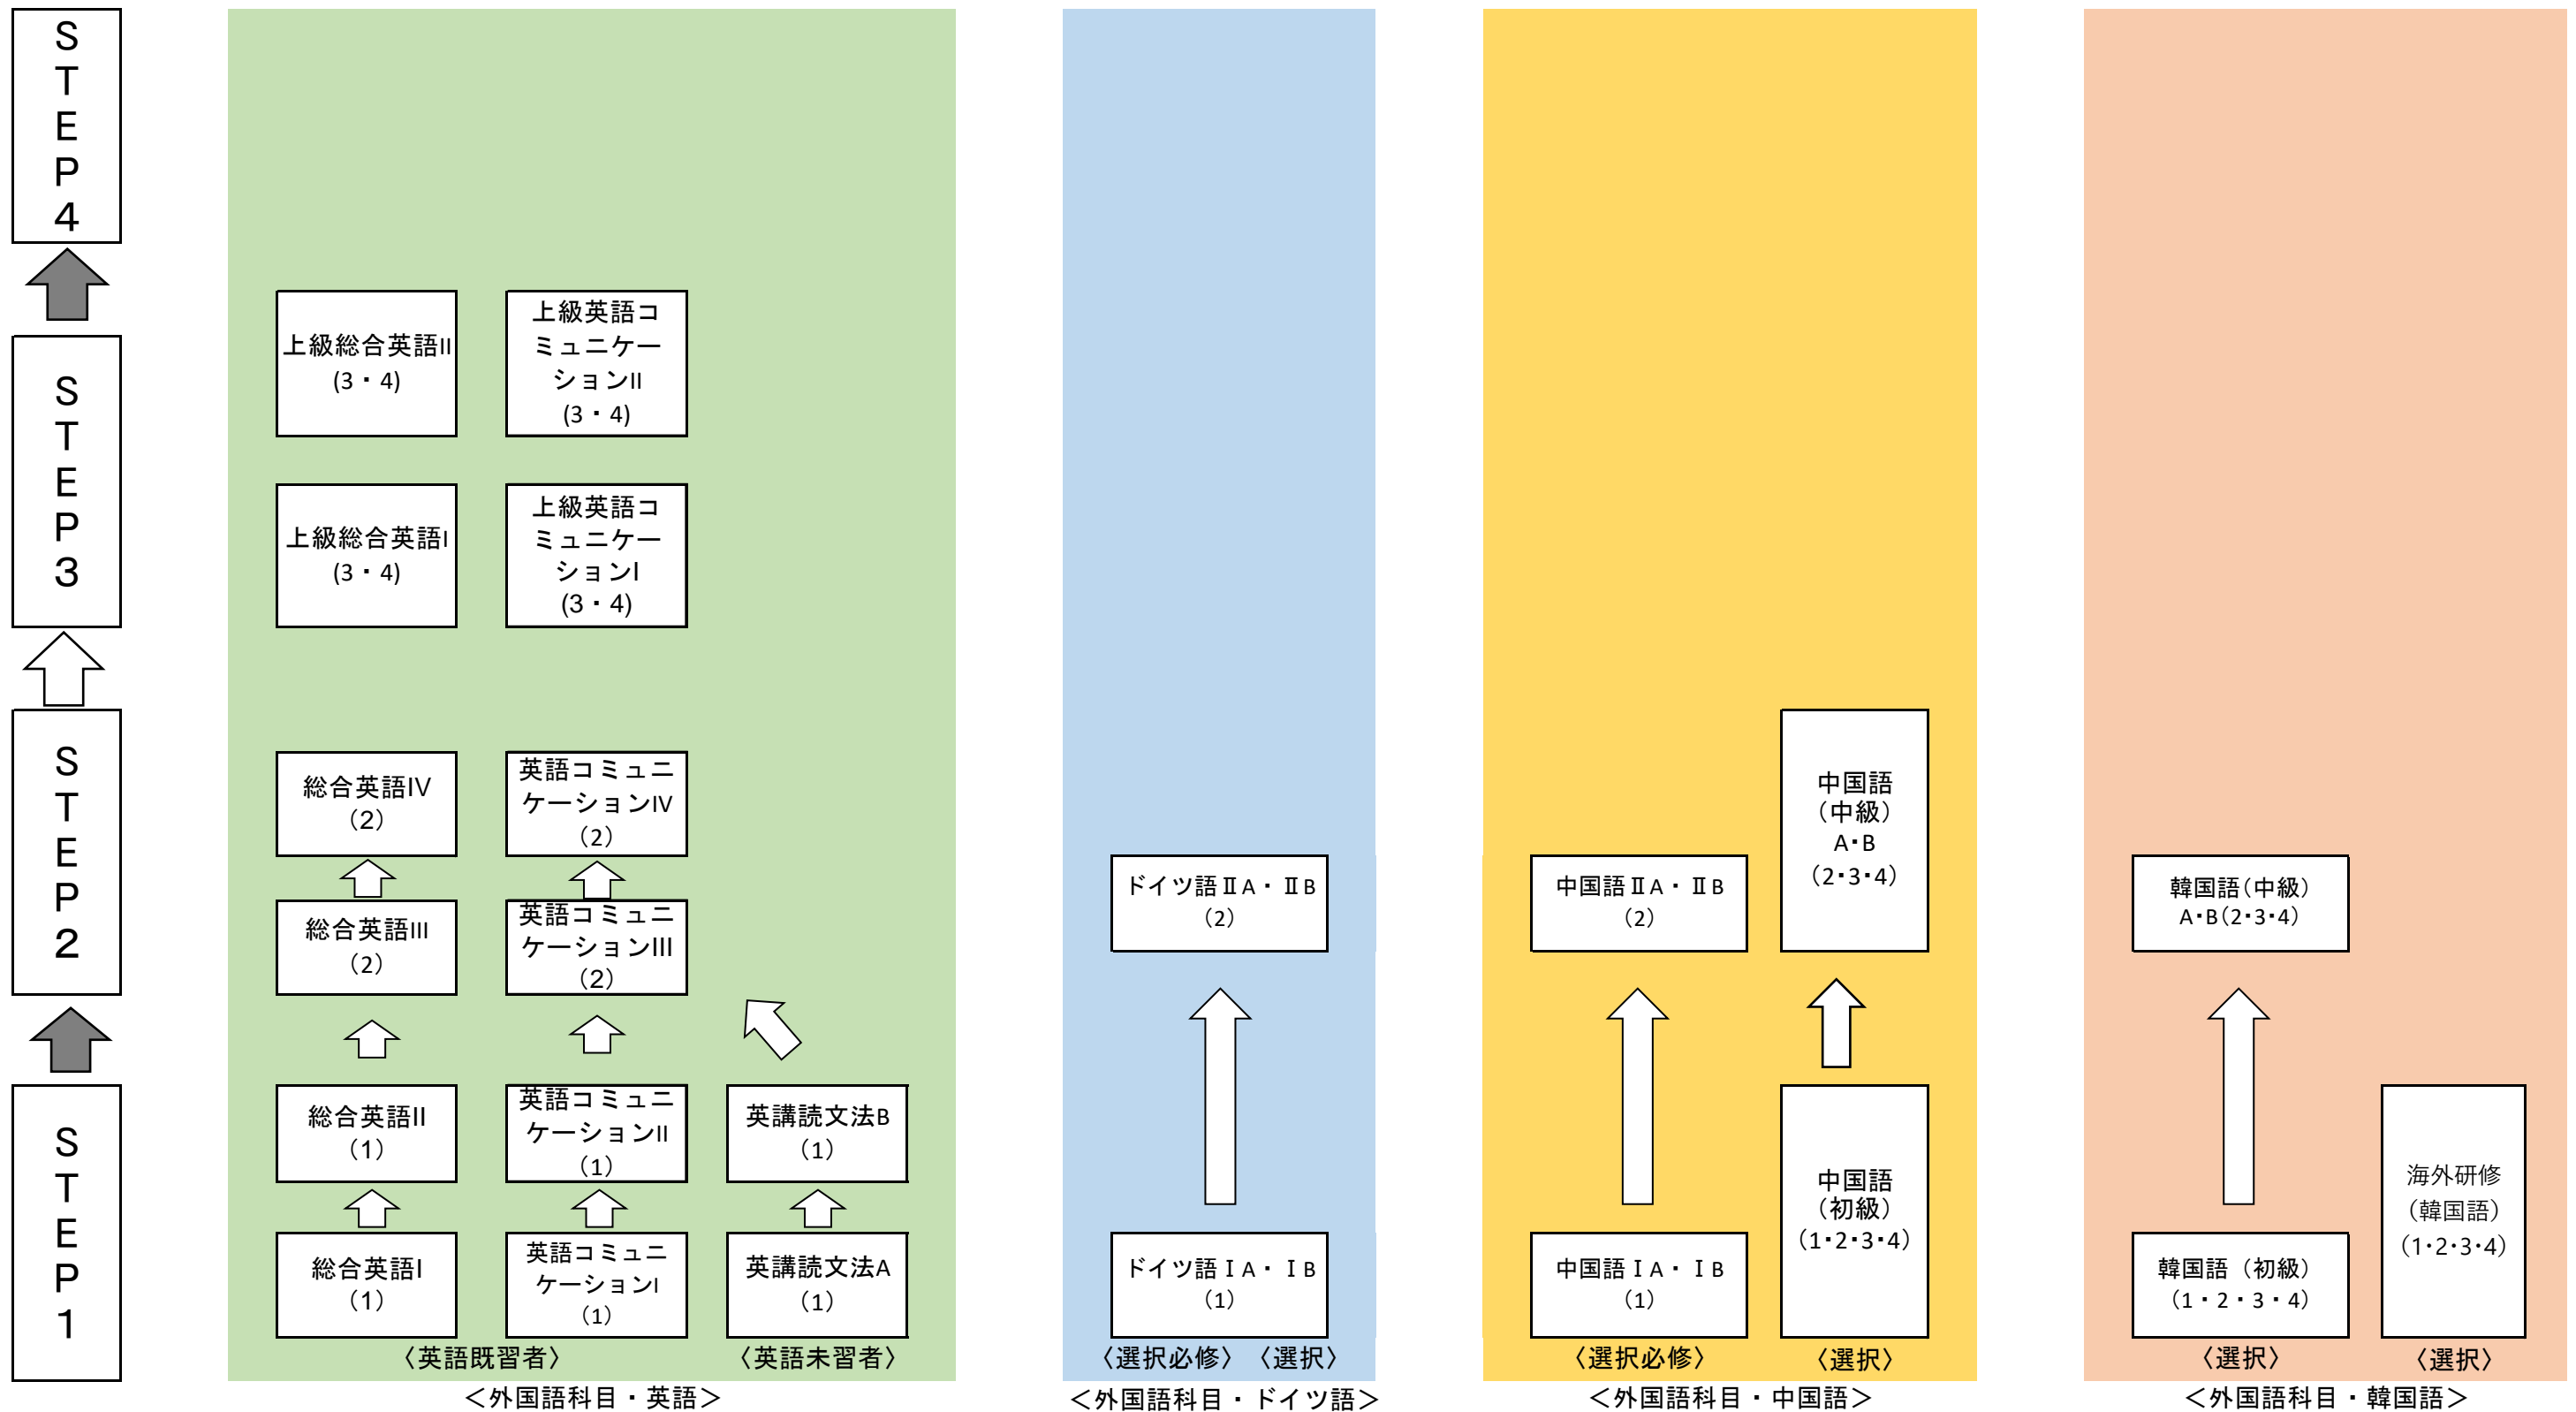 STEP4
STEP3
STEP2
STEP1
上級総合英語II
(3・4)
上級英語コ
ミュニケー
ションII
(3・4)
上級総合英語I
(3・4)
上級英語コ
ミュニケー
ションI
(3・4)
総合英語IV
(2)
英語コミュニ
ケーションIV
(2)
総合英語III
(2)
英語コミュニ
ケーションIII
(2)
総合英語II
(1)
英語コミュニ
ケーションII
(1)
英講読文法B
(1)
総合英語I
(1)
英語コミュニ
ケーションI
(1)
英講読文法A
(1)
〈英語既習者〉
〈英語未習者〉
＜外国語科目・英語＞
ドイツ語ⅡA・ⅡB
(2)
ドイツ語ⅠA・ⅠB
(1)
〈選択必修〉〈選択〉
＜外国語科目・ドイツ語＞
中国語ⅡA・ⅡB
(2)
中国語
(中級)
A・B
(2・3・4)
中国語ⅠA・ⅠB
(1)
中国語
(初級)
(1・2・3・4)
〈選択必修〉
〈選択〉
＜外国語科目・中国語＞
韓国語(中級)
A・B(2・3・4)
韓国語（初級）
(1・2・3・4)
海外研修
(韓国語)
(1・2・3・4)
〈選択〉
〈選択〉
＜外国語科目・韓国語＞